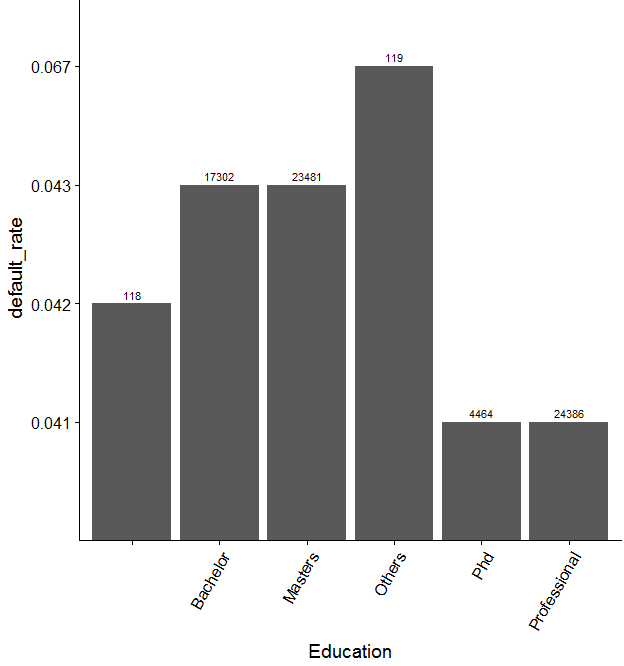 119
0.067
17302
23481
0.043
118
0.042
4464
24386
0.041
default_rate
Bachelor
Masters
Others
Phd
Professional
Education